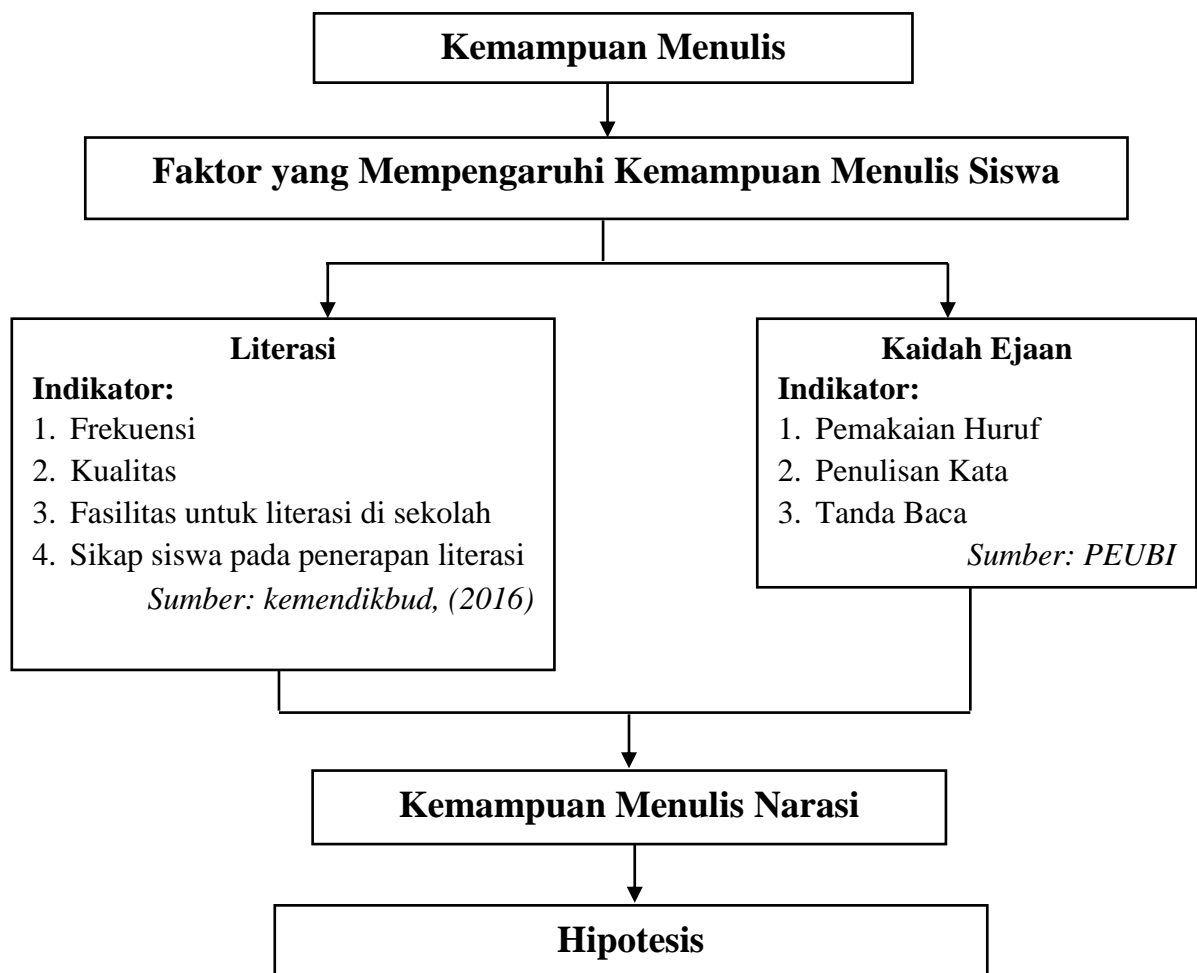 Kemampuan Menulis
Faktor yang Mempengaruhi Kemampuan Menulis Siswa
Literasi
Indikator:
1. Frekuensi
2. Kualitas
3. Fasilitas untuk literasi di sekolah
4. Sikap siswa pada penerapan literasi
Sumber: kemendikbud, (2016)
Kaidah Ejaan
Indikator:
1. Pemakaian Huruf
2. Penulisan Kata
3. Tanda Baca
Sumber: PEUBI
Kemampuan Menulis Narasi
Hipotesis